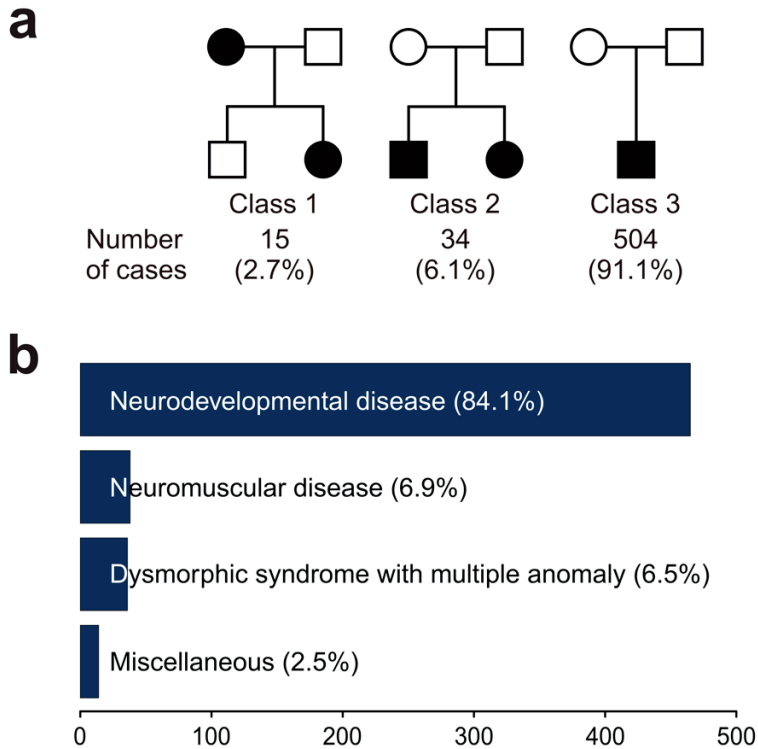 a
Class 1 Class 2 Class 3
Number 15 34 504
of cases (2.7%) (6.1%) (91.1%)
b
Neurodevelopmental disease (84.1%)
Neuromuscular disease (6.9%)
Dysmorphic syndrome with multiple anomaly (6.5%)
Miscellaneous (2.5%)
0 100 200 300 400 500